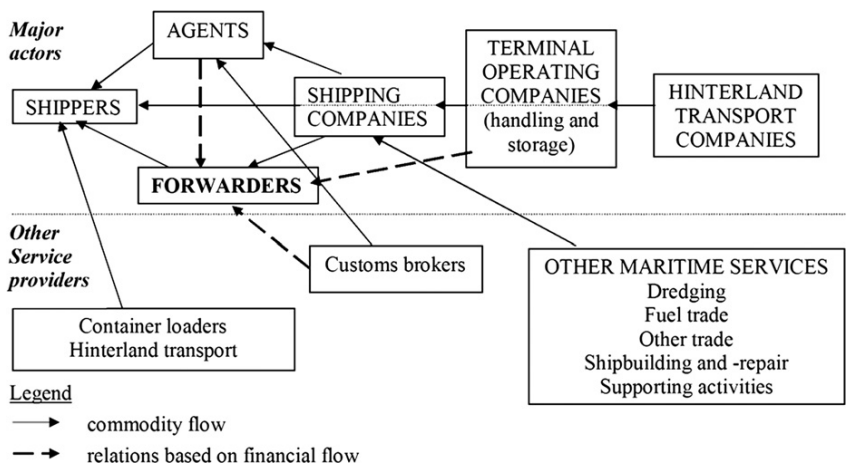 Major
actors
AGENTS
SHIPPERS
SHIPPING
COMPANIES
TERMINAL
OPERATING
COMPANIES
(handling and
storage)
HINTERLAND
TRANSPORT
COMPANIES
FORWARDERS
Other
Service
providers
Customs brokers
OTHER MARITIME SERVICES
Dredging
Fuel trade
Other trade
Shipbuilding and -repair
Supporting activities
Container loaders
Hinterland transport
Legend
commodity flow
relations based on financial flow